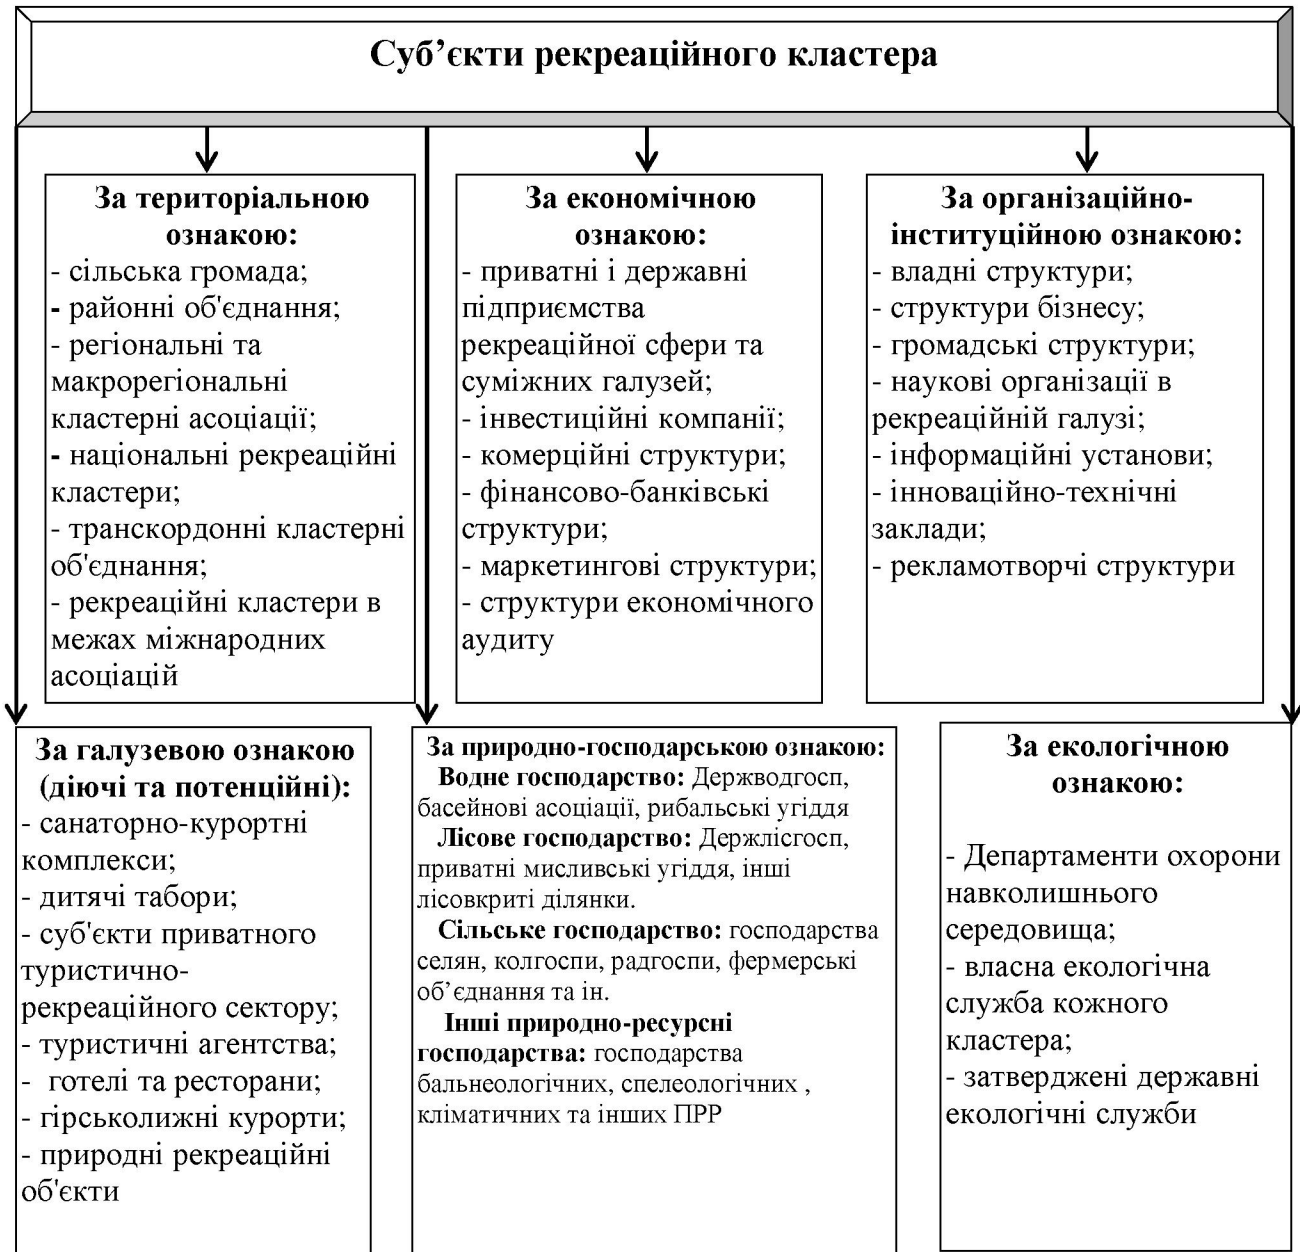 Суб’єкти рекреаційного кластера
За територіальною
ознакою:
- сільська громада;
- районні об'єднання;
- регіональні та
макрорегіональні
кластерні асоціації;
- національні рекреаційні
кластери;
- транскордонні кластерні
об'єднання;
- рекреаційні кластери в
межах міжнародних
асоціацій
За економічною
ознакою:
- приватні і державні
підприємства
рекреаційної сфери та
суміжних галузей;
- інвестиційні компанії;
- комерційні структури;
- фінансово-банківські
структури;
- маркетингові структури;
- структури економічного
аудиту
За організаційно-
інституційною ознакою:
- владні структури;
- структури бізнесу;
- громадські структури;
- наукові організації в
рекреаційній галузі;
- інформаційні установи;
- інноваційно-технічні
заклади;
- рекламотворчі структури
За галузевою ознакою
(діючі та потенційні):
- санаторно-курортні
комплекси;
- дитячі табори;
- суб'єкти приватного
туристично-
рекреаційного сектору;
- туристичні агентства;
- готелі та ресторани;
- гірськолижні курорти;
- природні рекреаційні
об'єкти
За природно-господарською ознакою:
Водне господарство: Держводгосп,
басейнові асоціації, рибальські угіддя
Лісове господарство: Держлісгосп,
приватні мисливські угіддя, інші
лісовкриті ділянки.
Сільське господарство: господарства
селян, колгоспи, радгоспи, фермерські
об’єднання та ін.
Інші природно-ресурсні
господарства: господарства
бальнеологічних, спелеологічних ,
кліматичних та інших ПРР
За екологічною
ознакою:
- Департаменти охорони
навколишнього
середовища;
- власна екологічна
служба кожного
кластера;
- затверджені державні
екологічні служби